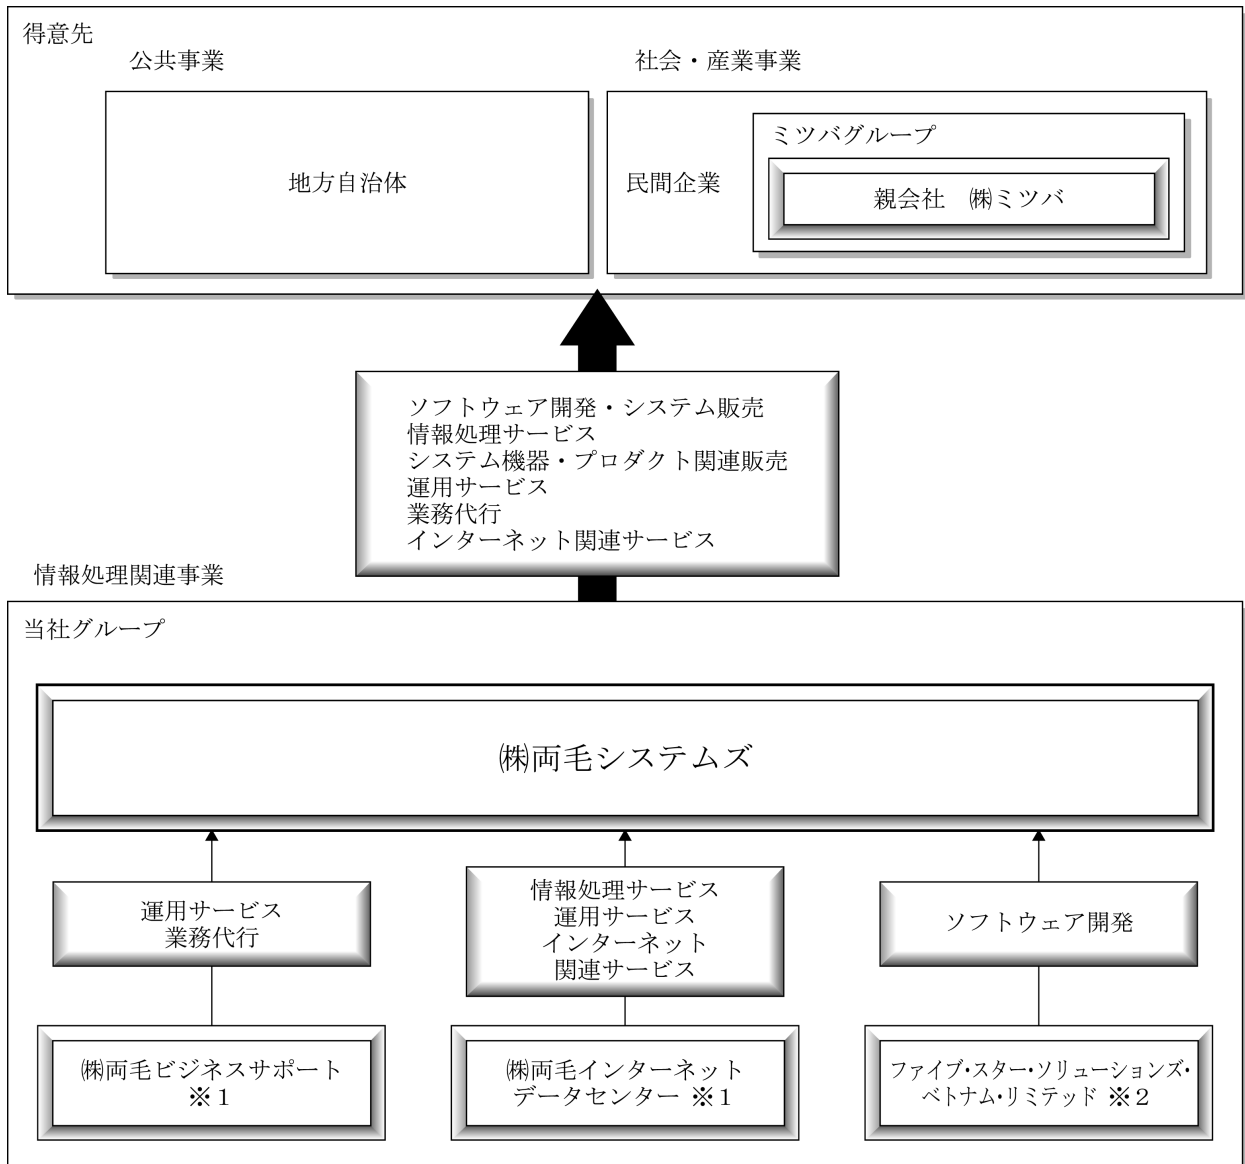 得意先
公共事業
社会・産業事業
地方自治体
民間企業
ミツバグループ
親会社　㈱ミツバ
ソフトウェア開発・システム販売
情報処理サービス
システム機器・プロダクト関連販売
運用サービス
業務代行
インターネット関連サービス
情報処理関連事業
当社グループ
㈱両毛システムズ
運用サービス
業務代行
情報処理サービス
運用サービス
インターネット
関連サービス
ソフトウェア開発
㈱両毛ビジネスサポート
※１
㈱両毛インターネット
データセンター ※１
ファイブ・スター・ソリューションズ・
ベトナム・リミテッド ※２